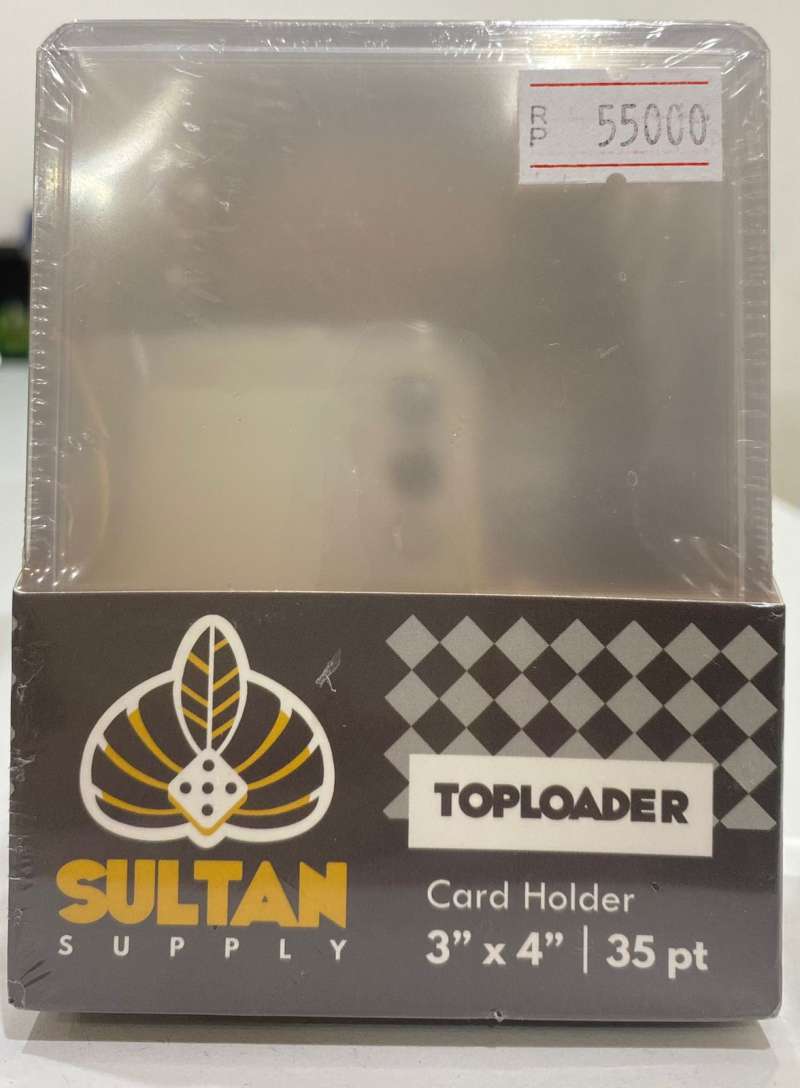 RP 55000
SULTAN
SUPPLY
TOPLOADER
Card Holder
3” x 4” | 35 pt